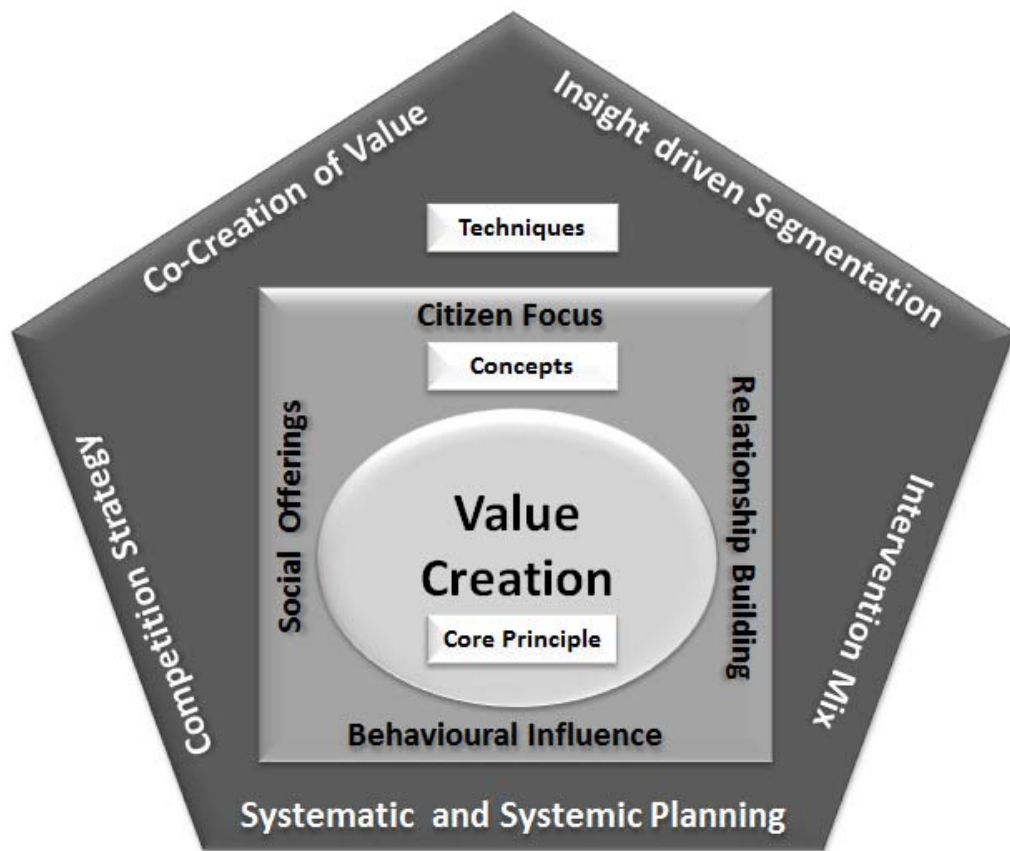 Co-Creation of Value
Insight driven Segmentation
Techniques
Citizen Focus
Concepts
Social Offerings
Relationship Building
Competition Strategy
Intervention Mix
Value
Creation
Core Principle
Behavioural Influence
Systematic and Systemic Planning